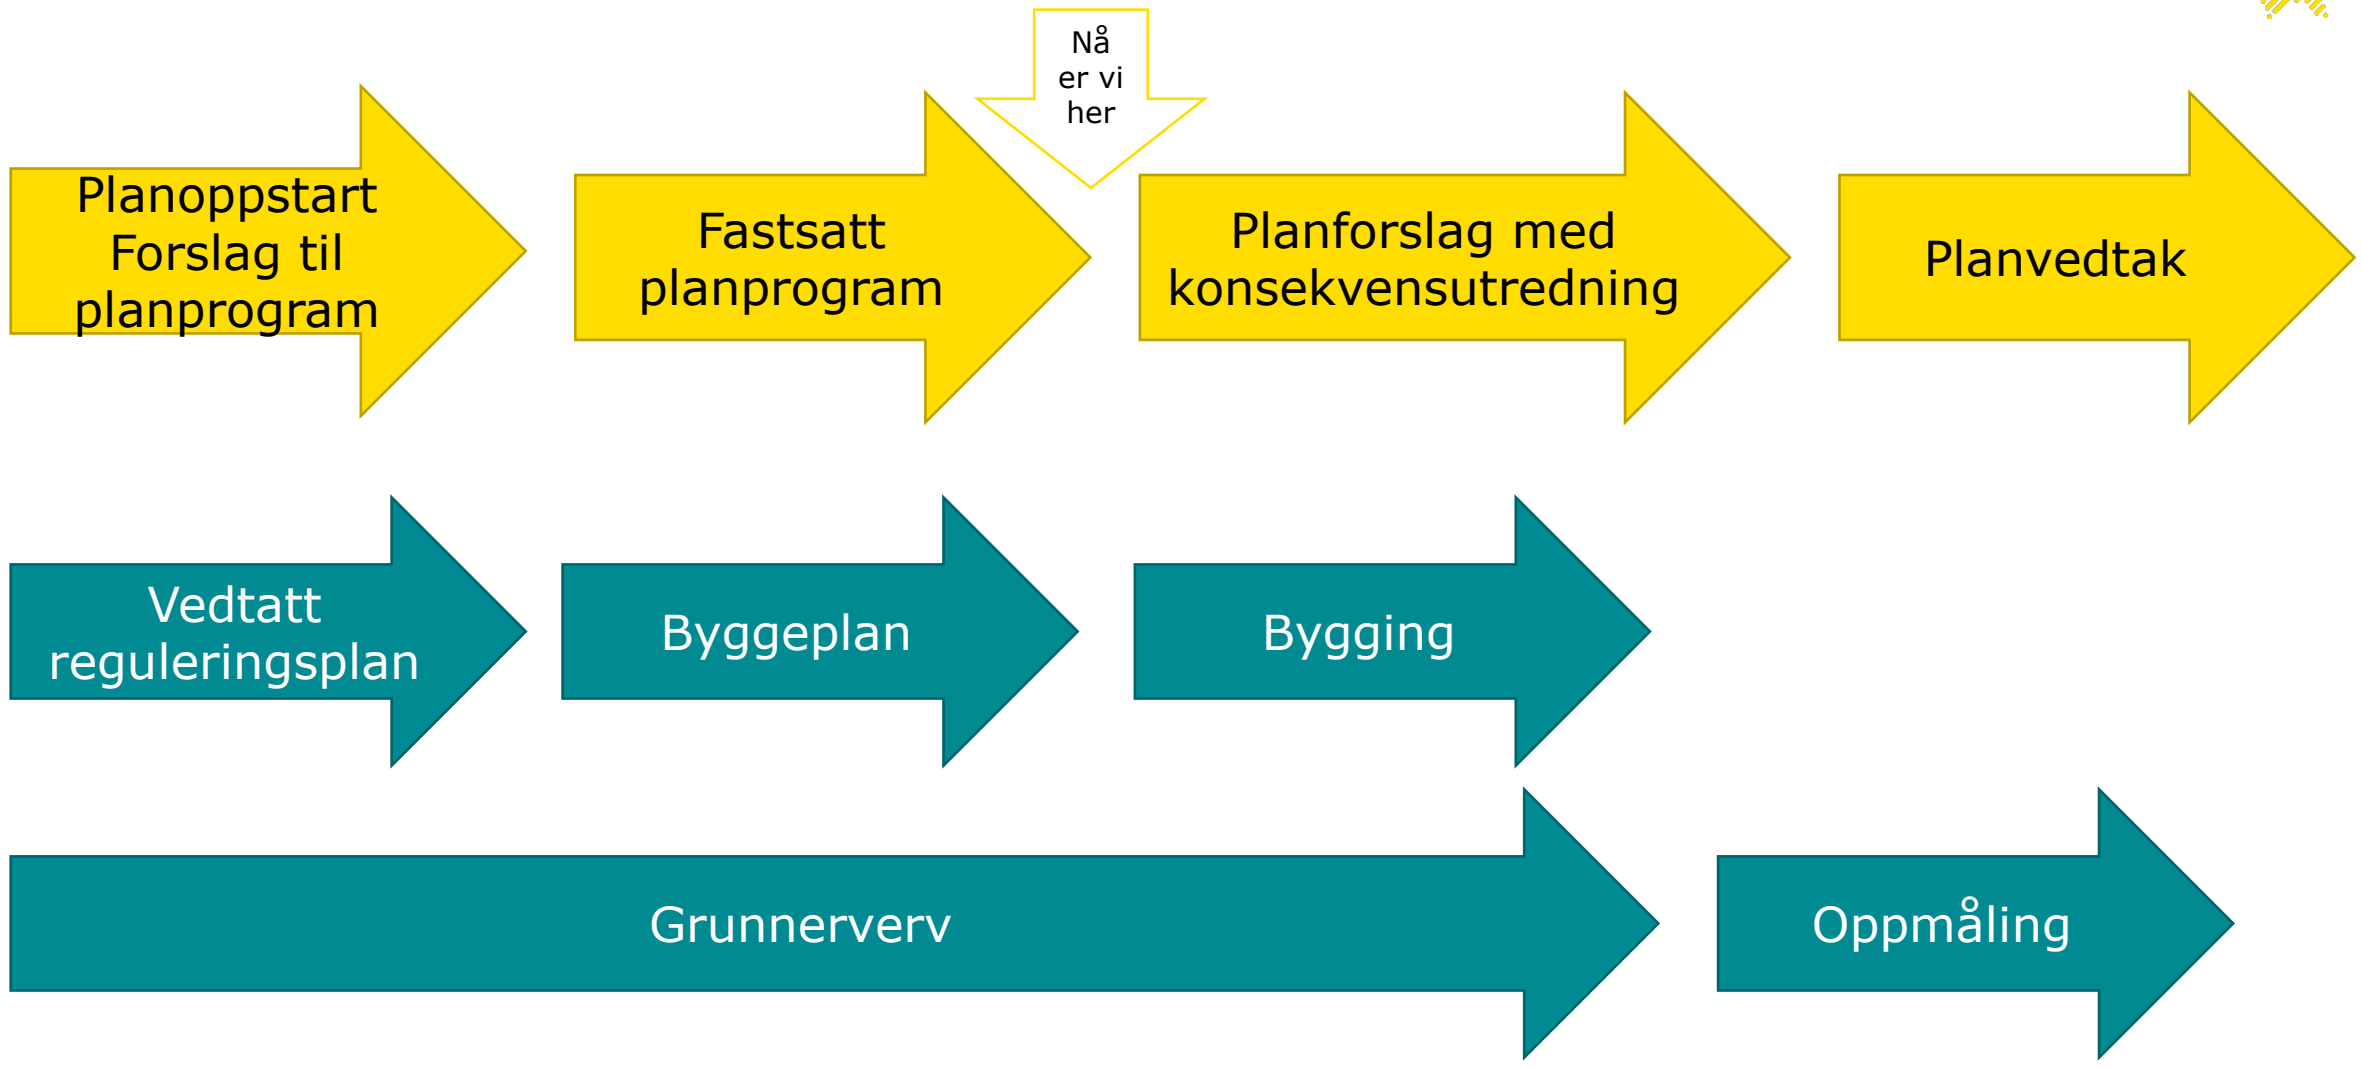 Nå
er vi
her
Planoppstart
Forslag til
planprogram
Fastsatt
planprogram
Planforslag med
konsekvensutredning
Planvedtak
Vedtatt
reguleringsplan
Byggeplan
Bygging
Grunnerverv
Oppmåling